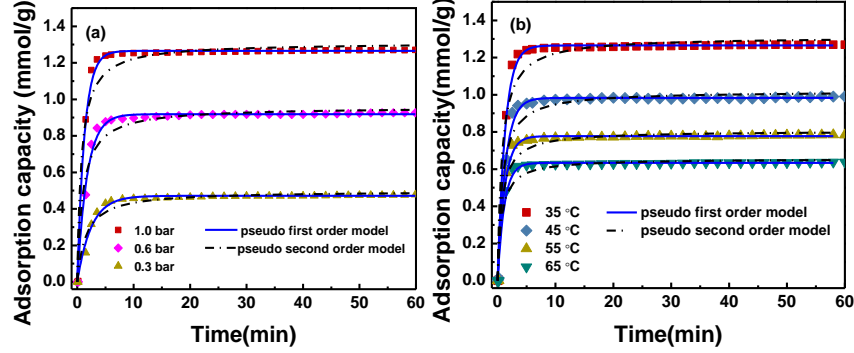 (a)
Adsorption capacity (mmol/g)
1.4
1.2
1.0
0.8
0.6
0.4
0.2
0.0
1.0 bar
0.6 bar
0.3 bar
pseudo first order model
pseudo second order model
0 10 20 30 40 50 60
Time(min)
(b)
Adsorption capacity(mmol/g)
1.4
1.2
1.0
0.8
0.6
0.4
0.2
0.0
35 °C
45 °C
55 °C
65 °C
pseudo first order model
pseudo second order model
0 10 20 30 40 50 60
Time(min)